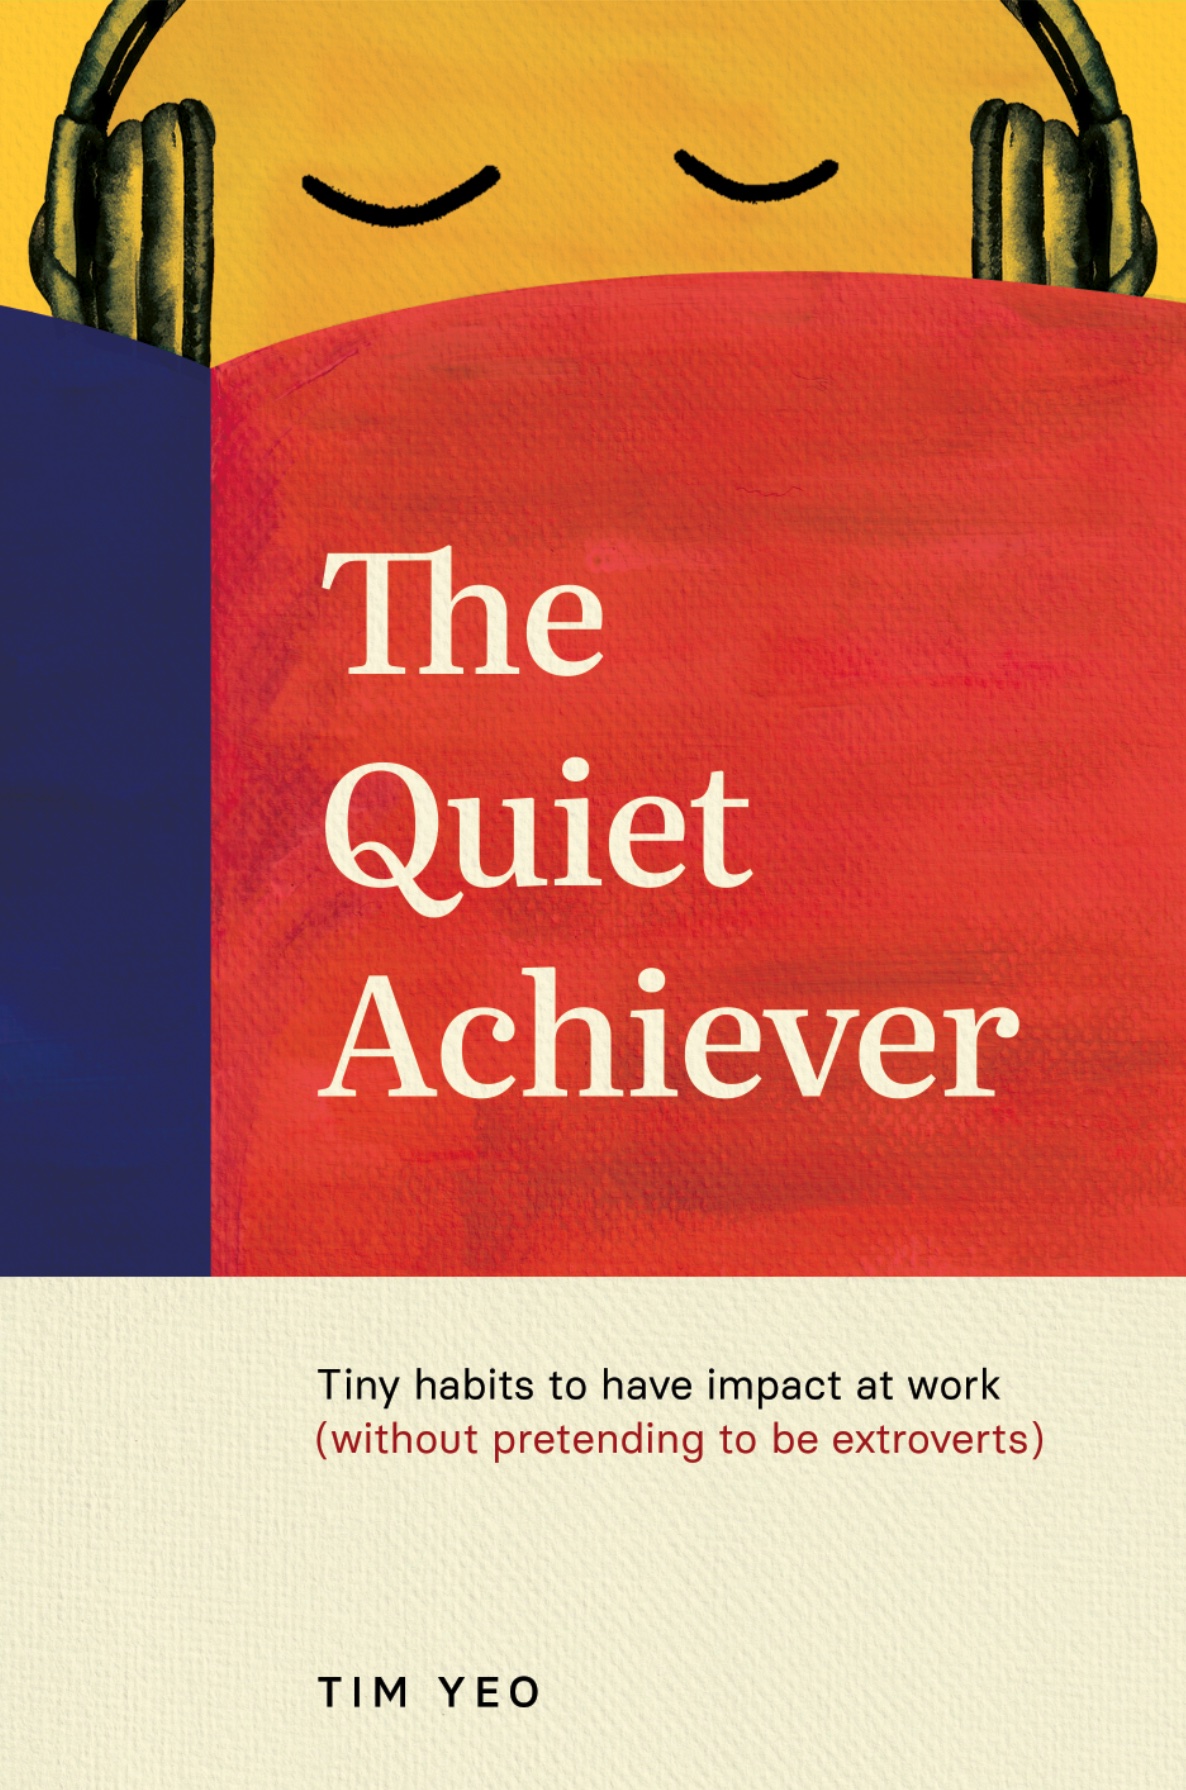 The
Quiet
Achiever
Tiny habits to have impact at work
(without pretending to be extroverts)
TIM YEO